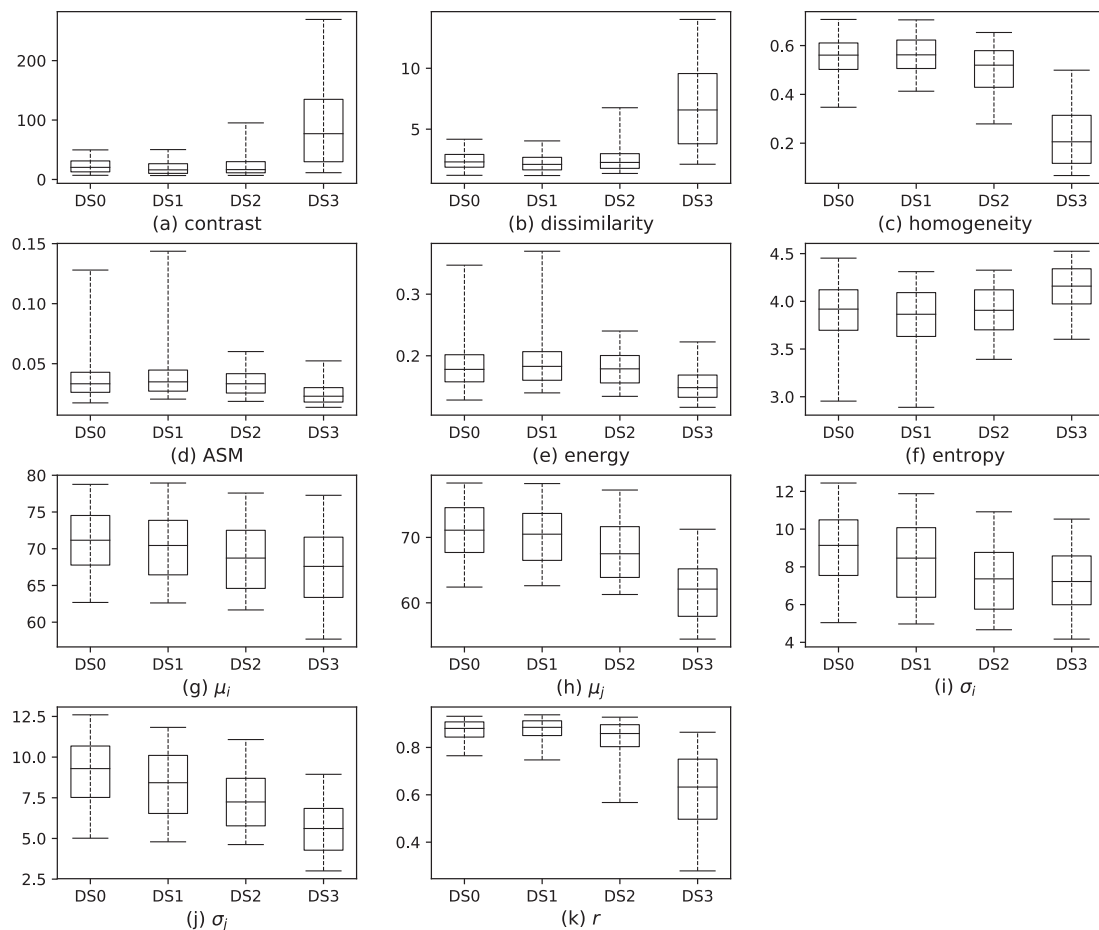 200
100
0
DS0 DS1 DS2 DS3
(a) contrast
10
5
DS0 DS1 DS2 DS3
(b) dissimilarity
0.6
0.4
0.2
DS0 DS1 DS2 DS3
(c) homogeneity
0.15
0.10
0.05
DS0 DS1 DS2 DS3
(d) ASM
0.3
0.2
DS0 DS1 DS2 DS3
(e) energy
4.5
4.0
3.5
3.0
DS0 DS1 DS2 DS3
(f) entropy
80
75
70
65
60
DS0 DS1 DS2 DS3
(g) μ_i
70
60
DS0 DS1 DS2 DS3
(h) μ_j
12
10
8
6
4
DS0 DS1 DS2 DS3
(i) σ_i
12.5
10.0
7.5
5.0
2.5
DS0 DS1 DS2 DS3
(j) σ_j
0.8
0.6
0.4
DS0 DS1 DS2 DS3
(k) r